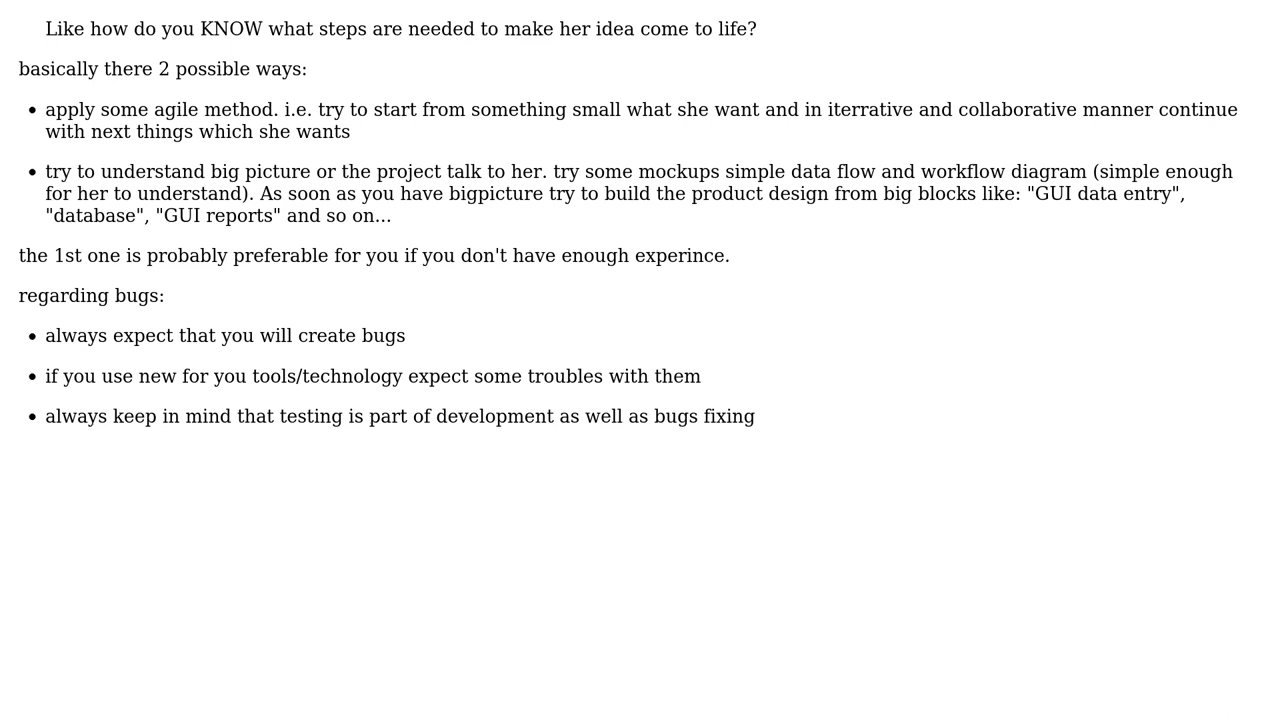 Like how do you KNOW what steps are needed to make her idea come to life?
basically there 2 possible ways:
• apply some agile method. i.e. try to start from something small what she want and in iterrative and collaborative manner continue
with next things which she wants
• try to understand big picture or the project talk to her. try some mockups simple data flow and workflow diagram (simple enough
for her to understand). As soon as you have bigpicture try to build the product design from big blocks like: "GUI data entry",
"database", "GUI reports" and so on...
the 1st one is probably preferable for you if you don't have enough experince.
regarding bugs:
• always expect that you will create bugs
• if you use new for you tools/technology expect some troubles with them
• always keep in mind that testing is part of development as well as bugs fixing